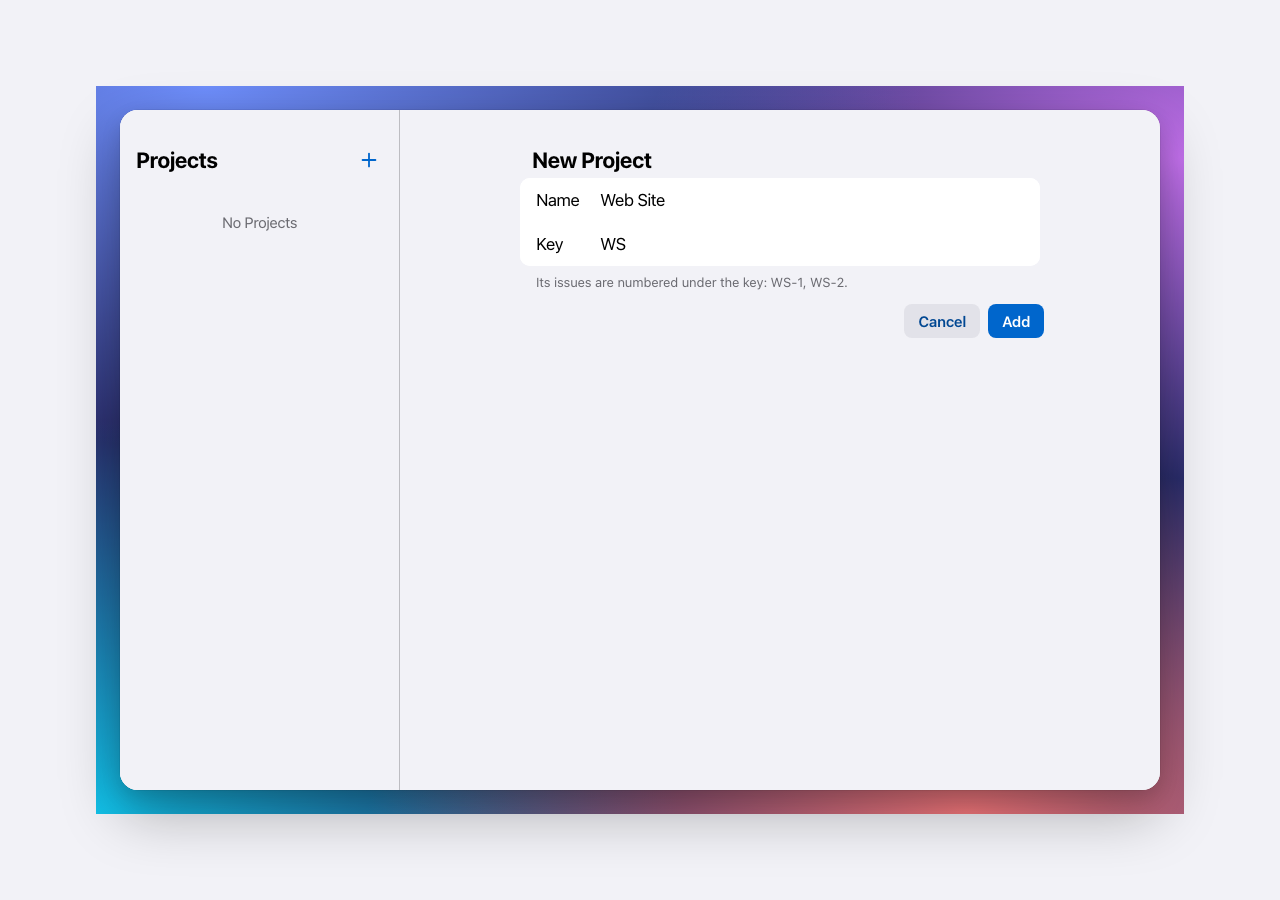 Projects
No Projects
New Project
Name Web Site
Key WS
Its issues are numbered under the key: WS-1, WS-2.
Cancel Add